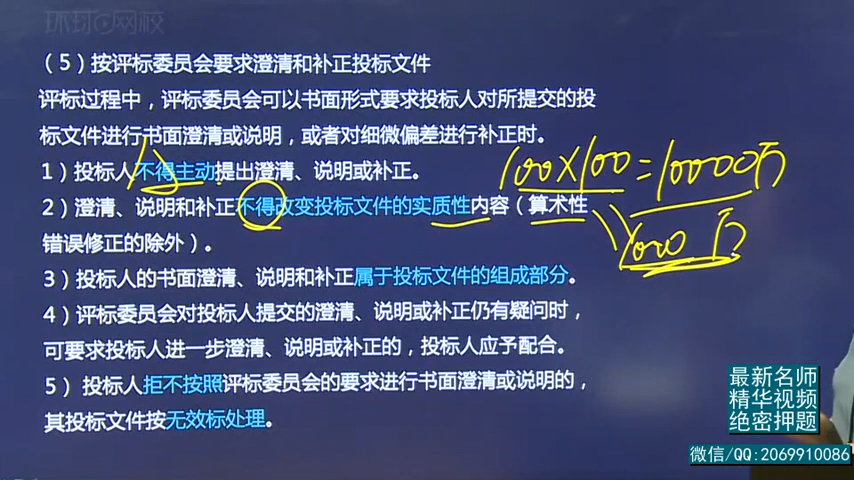 环球网校
（5）按评标委员会要求澄清和补正投标文件
评标过程中，评标委员会可以书面形式要求投标人对所提交的投
标文件进行书面澄清或说明，或者对细微偏差进行补正时。
1）投标人不得主动提出澄清、说明或补正。
100×100=10000万
2）澄清、说明和补正不得改变投标文件的实质性内容（算术性
错误修正的除外）。
1000万
3）投标人的书面澄清、说明和补正属于投标文件的组成部分。
4）评标委员会对投标人提交的澄清、说明或补正仍有疑问时，
可要求投标人进一步澄清、说明或补正的，投标人应予配合。
5） 投标人拒不按照评标委员会的要求进行书面澄清或说明的，
其投标文件按无效标处理。
最新名师
精华视频
绝密押题
微信/QQ:2069910086